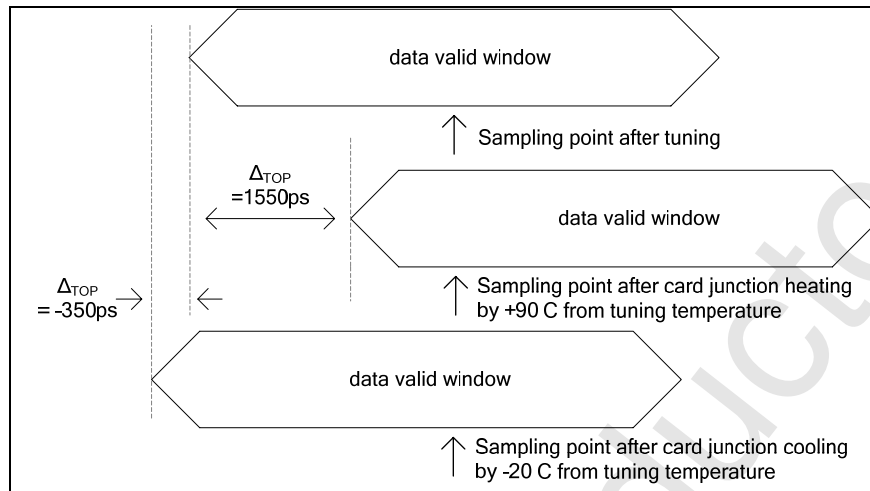 data valid window
Sampling point after tuning
ΔTOP
=1550ps
data valid window
ΔTOP
= -350ps
Sampling point after card junction heating
by +90 C from tuning temperature
data valid window
Sampling point after card junction cooling
by -20 C from tuning temperature